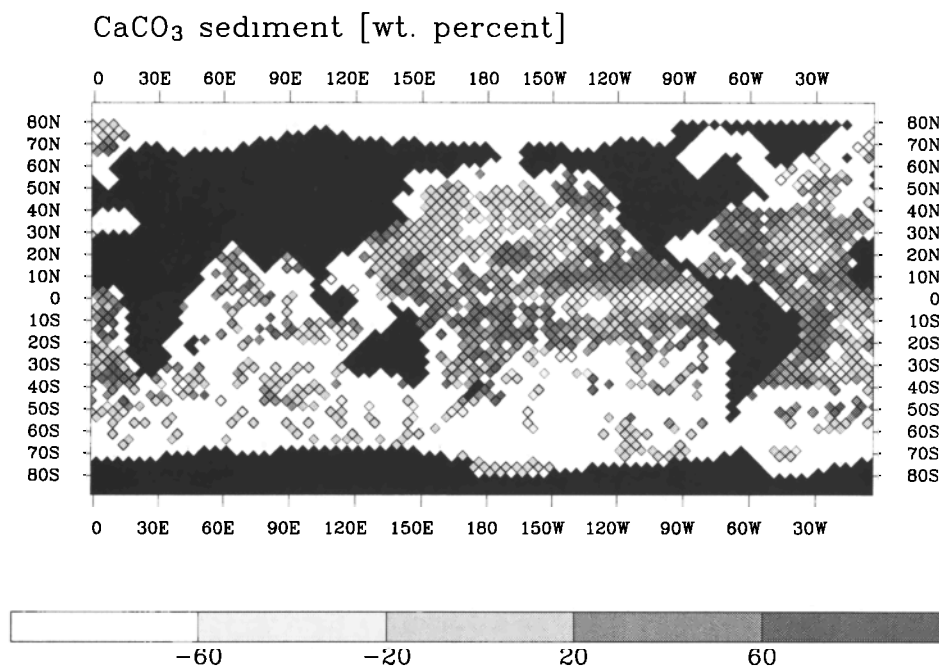 CaCO3 sediment [wt. percent]
0 30E 60E 90E 120E 150E 180 150W 120W 90W 60W 30W
80N 80N
70N 70N
60N 60N
50N 50N
40N 40N
30N 30N
20N 20N
10N 10N
0 0
10S 10S
20S 20S
30S 30S
40S 40S
50S 50S
60S 60S
70S 70S
80S 80S
0 30E 60E 90E 120E 150E 180 150W 120W 90W 60W 30W
-60 -20 20 60